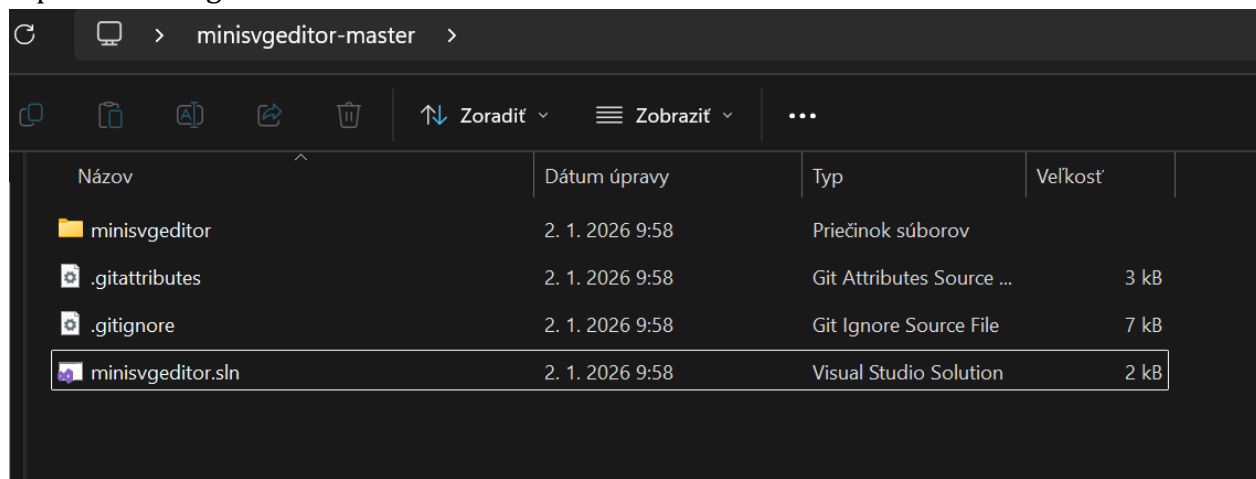 minisvgeditor-master
Zoradiť Zobraziť
Názov Dátum úpravy Typ Veľkosť
minisvgeditor 2. 1. 2026 9:58 Priečinok súborov
.gitattributes 2. 1. 2026 9:58 Git Attributes Source ... 3 kB
.gitignore 2. 1. 2026 9:58 Git Ignore Source File 7 kB
minisvgeditor.sln 2. 1. 2026 9:58 Visual Studio Solution 2 kB